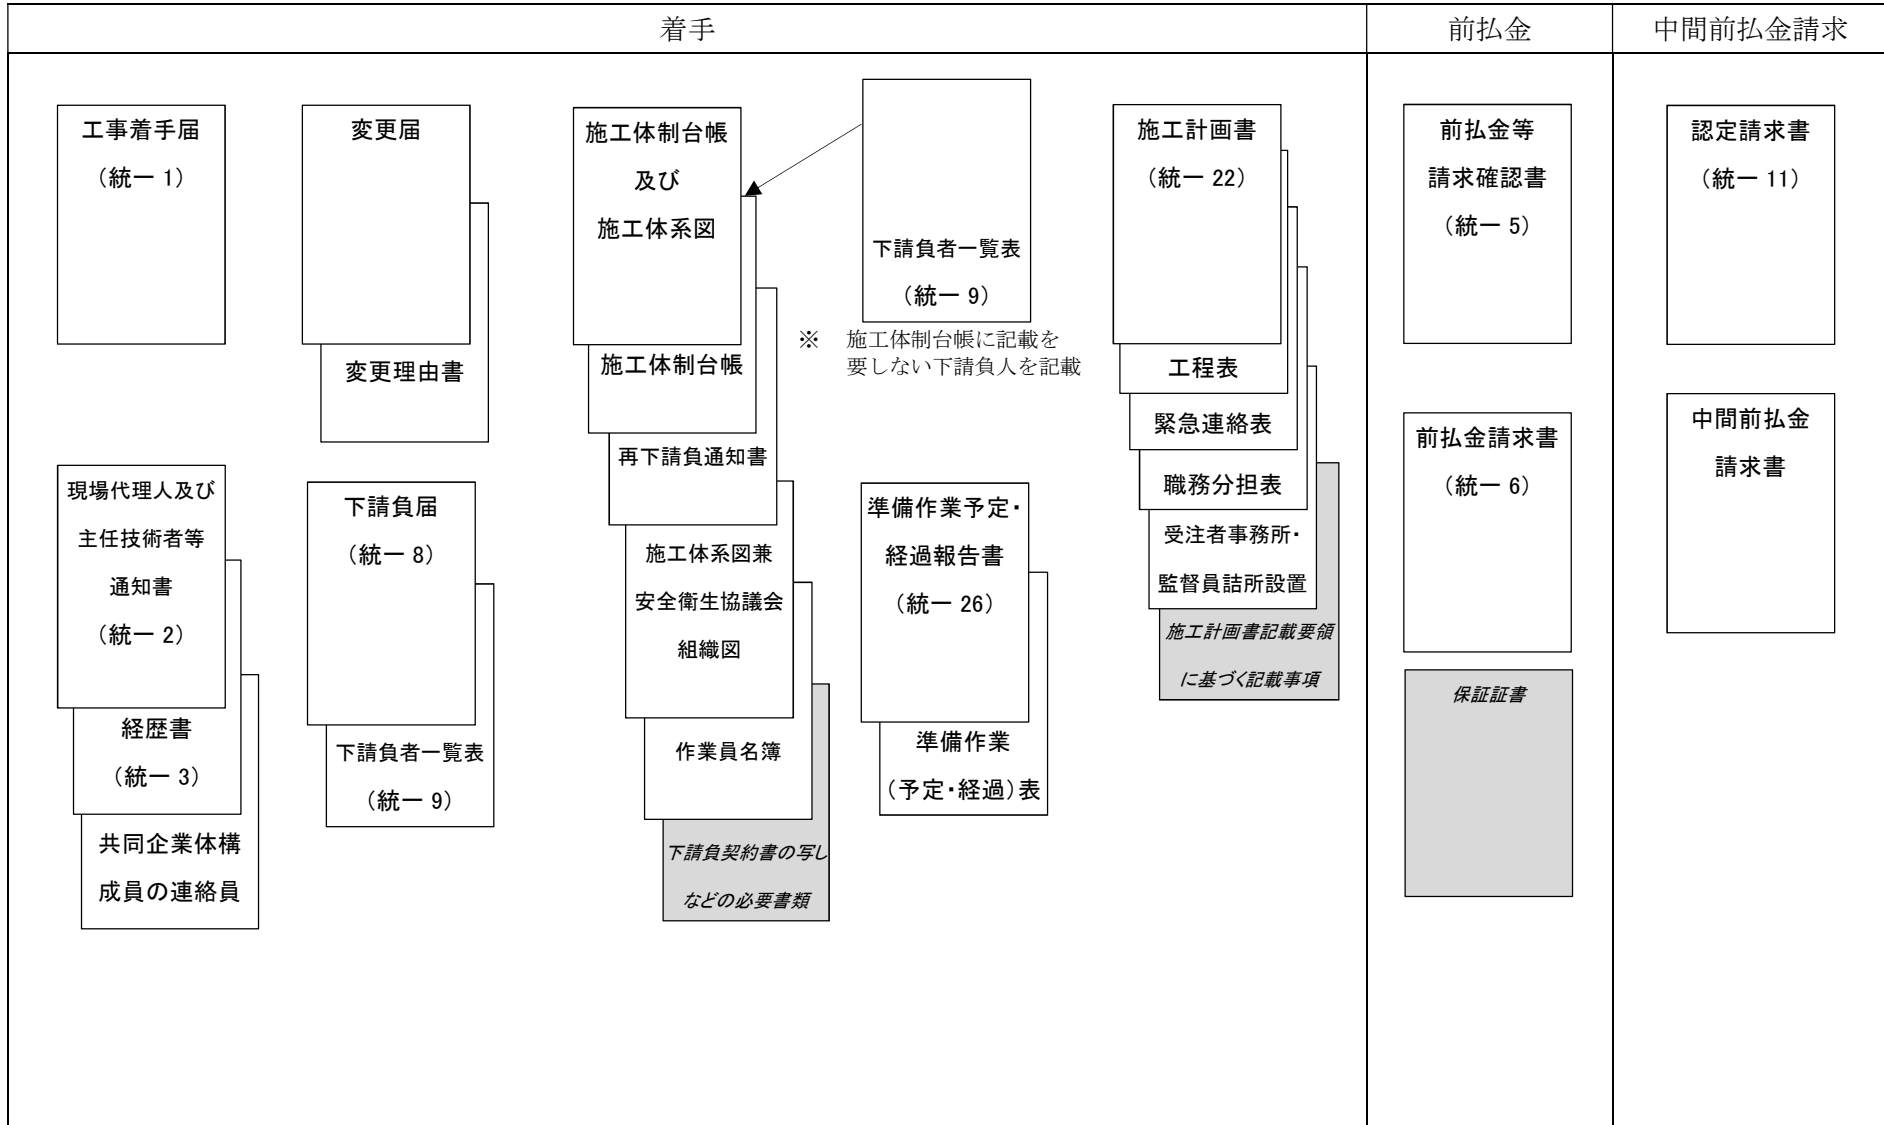 着手
前払金
中間前払金請求
工事着手届
（統一 1）
変更届
変更理由書
施工体制台帳
及び
施工体系図
施工体制台帳
再下請負通知書
施工体系図兼
安全衛生協議会
組織図
作業員名簿
下請負契約書の写し
などの必要書類
下請負者一覧表
（統一 9）
※　施工体制台帳に記載を
要しない下請負人を記載
施工計画書
（統一 22）
工程表
緊急連絡表
職務分担表
受注者事務所・
監督員詰所設置
施工計画書記載要領
に基づく記載事項
現場代理人及び
主任技術者等
通知書
（統一 2）
経歴書
（統一 3）
共同企業体構
成員の連絡員
下請負届
（統一 8）
下請負者一覧表
（統一 9）
準備作業予定・
経過報告書
（統一 26）
準備作業
（予定・経過）表
前払金等
請求確認書
（統一 5）
前払金請求書
（統一 6）
保証証書
認定請求書
（統一 11）
中間前払金
請求書